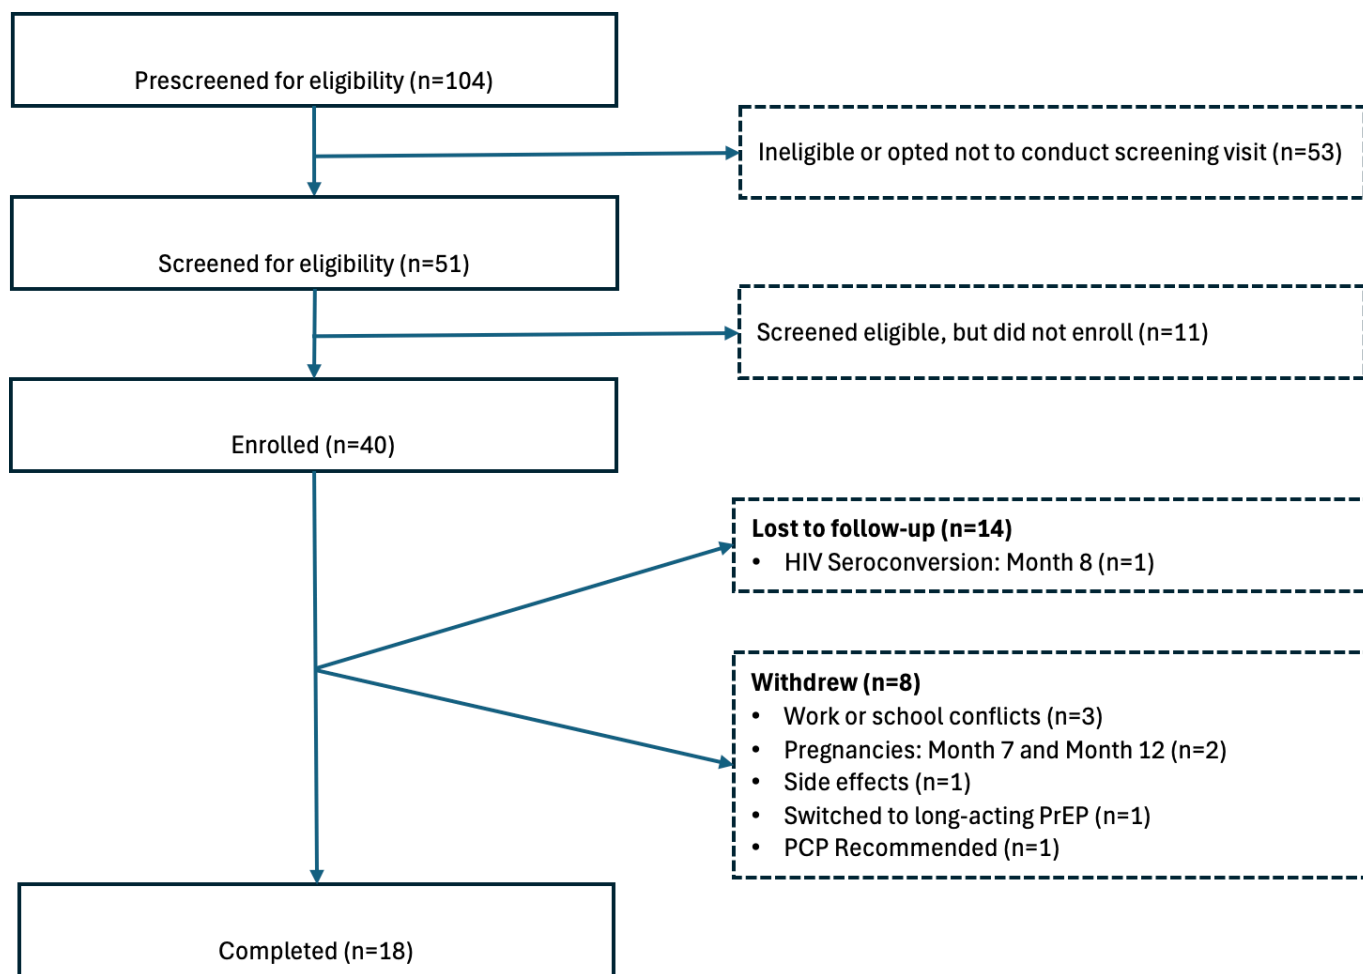 Prescreened for eligibility (n=104)
Ineligible or opted not to conduct screening visit (n=53)
Screened for eligibility (n=51)
Screened eligible, but did not enroll (n=11)
Enrolled (n=40)
Lost to follow-up (n=14)
• HIV Seroconversion: Month 8 (n=1)
Withdrew (n=8)
• Work or school conflicts (n=3)
• Pregnancies: Month 7 and Month 12 (n=2)
• Side effects (n=1)
• Switched to long-acting PrEP (n=1)
• PCP Recommended (n=1)
Completed (n=18)